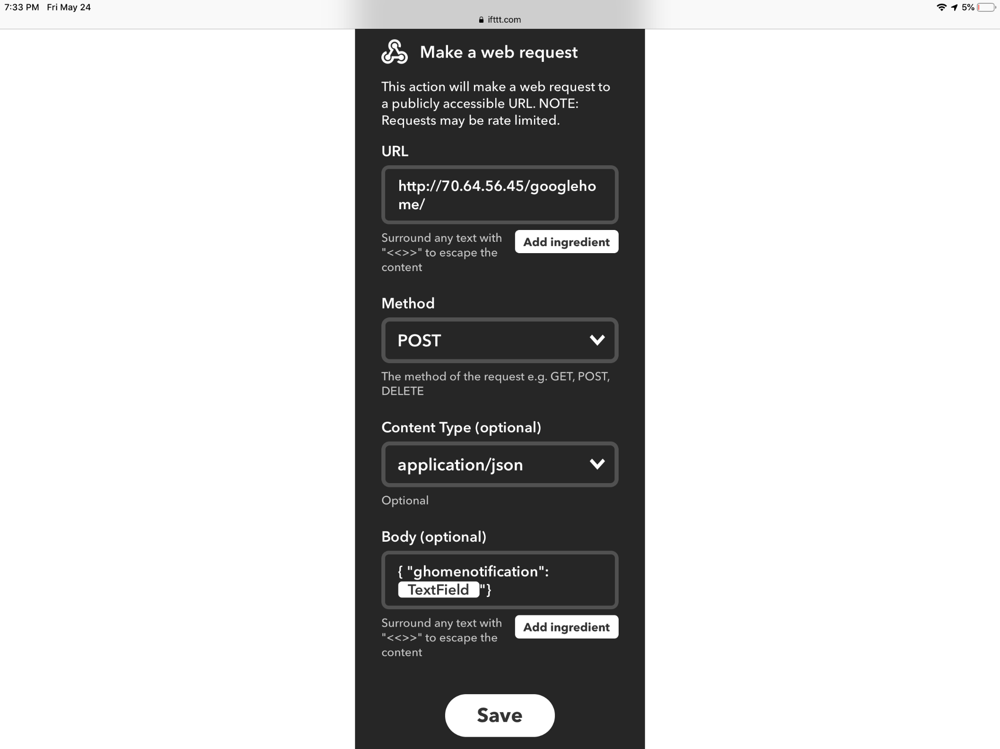 7:33 PM Fri May 24
5%
ifttt.com
Make a web request
This action will make a web request to
a publicly accessible URL. NOTE:
Requests may be rate limited.
URL
http://70.64.56.45/googleho
me/
Surround any text with
"<<>>" to escape the
content
Add ingredient
Method
POST
The method of the request e.g. GET, POST,
DELETE
Content Type (optional)
application/json
Optional
Body (optional)
{ "ghomenotification":
TextField "}
Surround any text with
"<<>>" to escape the
content
Add ingredient
Save